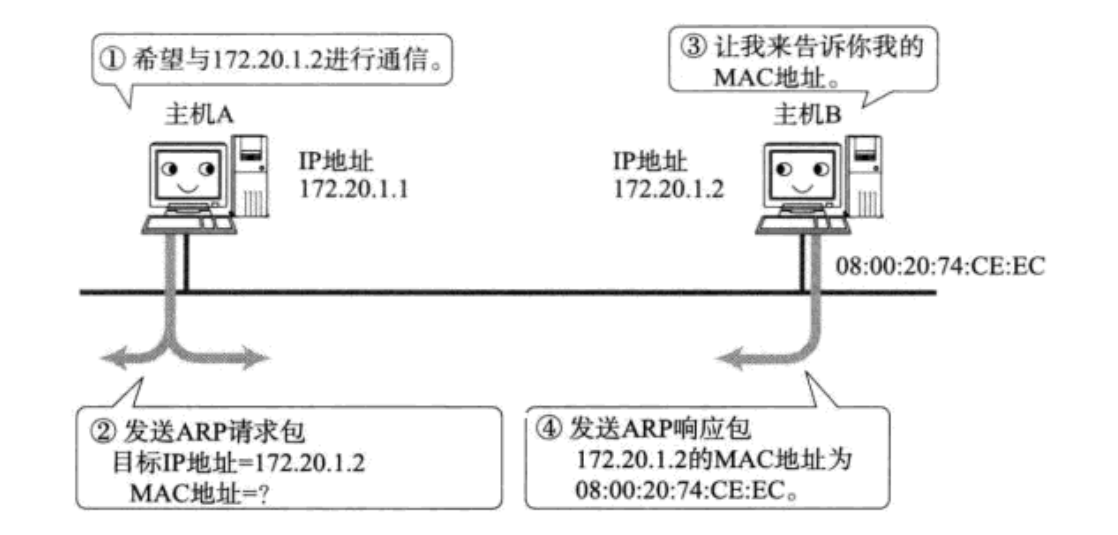 ① 希望与172.20.1.2进行通信。
③ 让我来告诉你我的
MAC地址。
主机A
主机B
IP地址
172.20.1.1
IP地址
172.20.1.2
08:00:20:74:CE:EC
② 发送ARP请求包
目标IP地址=172.20.1.2
MAC地址=?
④ 发送ARP响应包
172.20.1.2的MAC地址为
08:00:20:74:CE:EC。